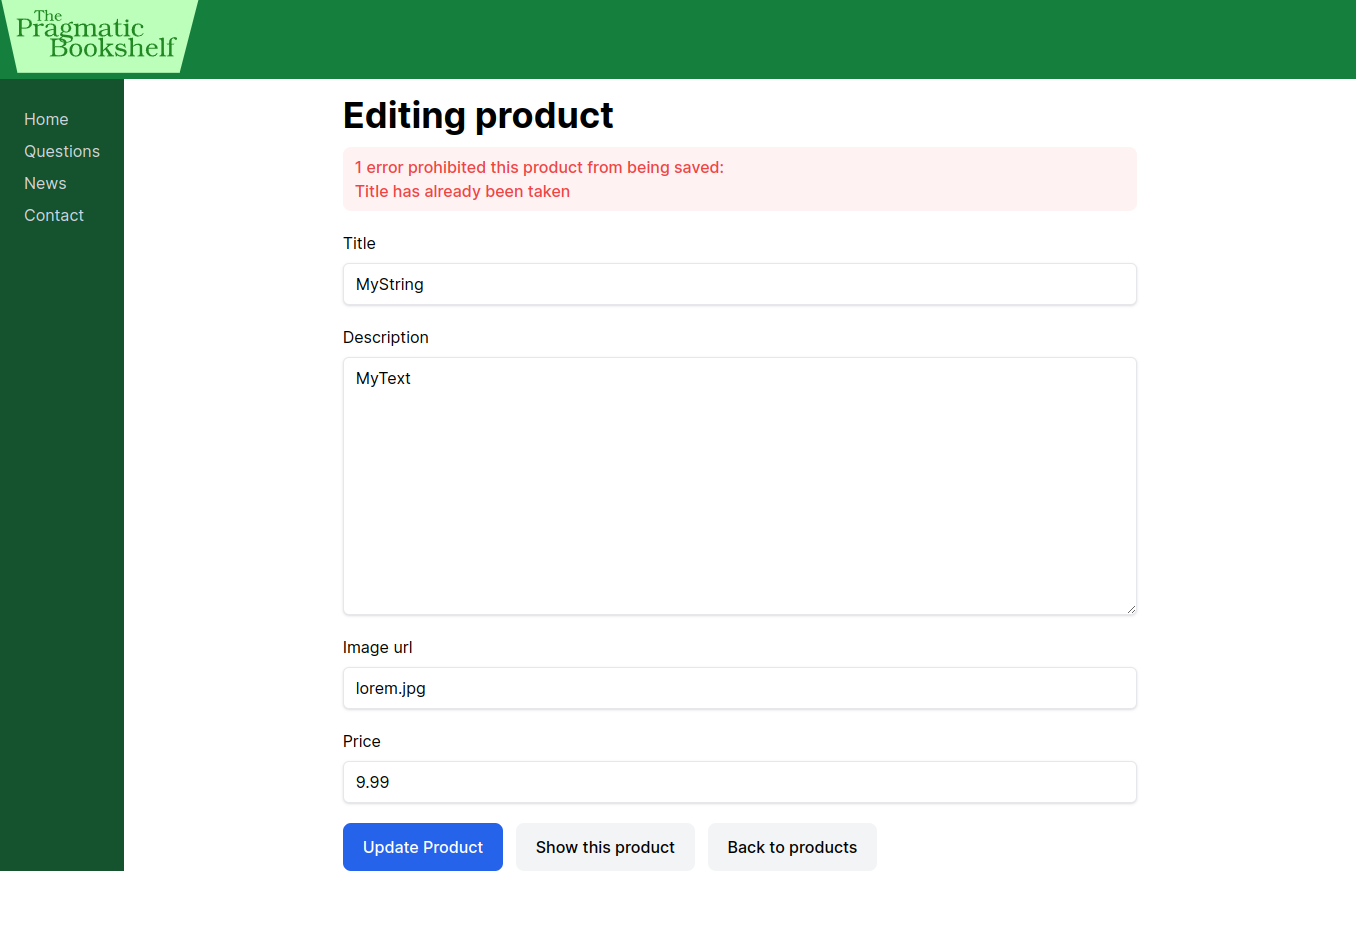 The
Pragmatic
Bookshelf
Home
Questions
News
Contact
Editing product
1 error prohibited this product from being saved:
Title has already been taken
Title
MyString
Description
MyText
Image url
lorem.jpg
Price
9.99
Update Product
Show this product
Back to products